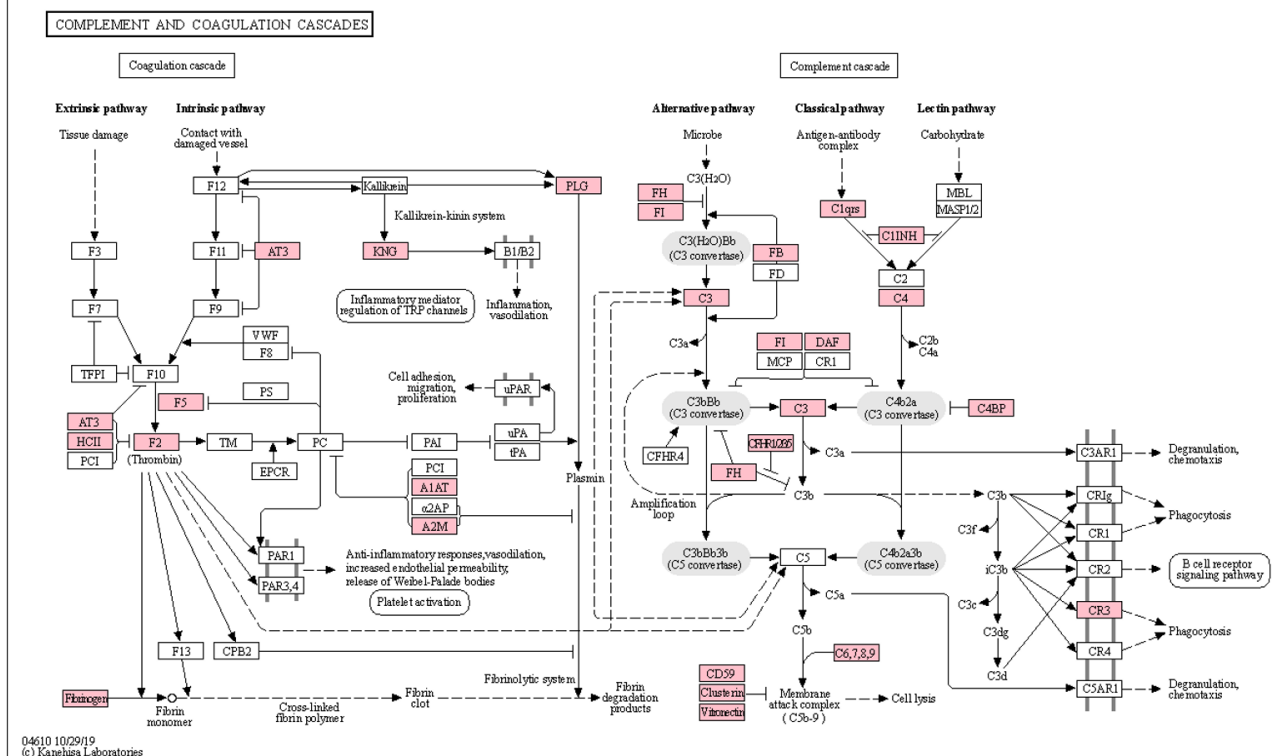 COMPLEMENT AND COAGULATION CASCADES
Coagulation cascade
Complement cascade
Extrinsic pathway
Intrinsic pathway
Alternative pathway
Classical pathway
Lectin pathway
Tissue damage
Contact with
damaged vessel
Microbe
Antigen-antibody
complex
Carbohydrate
F12
Kallikrein
PLG
C3(H2O)
FH
FI
C1qrs
MBL
MASP1/2
Kallikrein-kinin system
C1INH
F3
F11
AT3
KNG
B1/B2
C3(H2O)Bb
(C3 convertase)
FB
FD
C2
C4
F7
F9
Inflammatory mediator
regulation of TRP channels
Inflammation,
vasodilation
C3
VWF
F8
C3a
FI
DAF
MCP
CR1
C2b
C4a
TFPI
F10
PS
F5
Cell adhesion,
migration,
proliferation
uPAR
C3bBb
(C3 convertase)
C3
C4b2a
(C3 convertase)
C4BP
AT3
HCII
PCI
F2
(Thrombin)
TM
EPCR
PC
PAI
uPA
tPA
CFHR4
FH
C3a
C3AR1
Degranulation,
chemotaxis
Plasmin
PCI
A1AT
α2AP
A2M
Amplification
loop
C3b
C3b
CRIg
Phagocytosis
C3f
CR1
PAR1
PAR3,4
Anti-inflammatory responses,vasodilation,
increased endothelial permeability,
release of Weibel-Palade bodies
Platelet activation
C3bBb3b
(C5 convertase)
C5
C4b2a3b
(C5 convertase)
iC3b
CR2
B cell receptor
signaling pathway
C5a
C3c
CR3
C5b
C3dg
Phagocytosis
F13
CPB2
C6,7,8,9
CR4
C3d
Fibrinolytic system
CD59
Clusterin
Vitronectin
Membrane
attack complex
(C5b-9)
Cell lysis
C5AR1
Degranulation,
chemotaxis
Fibrinogen
Fibrin
monomer
Cross-linked
fibrin polymer
Fibrin
clot
Fibrin
degradation
products
04610 10/29/19
(c) Kanehisa Laboratories